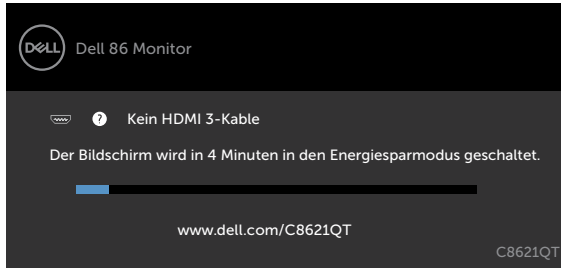 DELL Dell 86 Monitor
? Kein HDMI 3-Kable
Der Bildschirm wird in 4 Minuten in den Energiesparmodus geschaltet.
www.dell.com/C8621QT
C8621QT